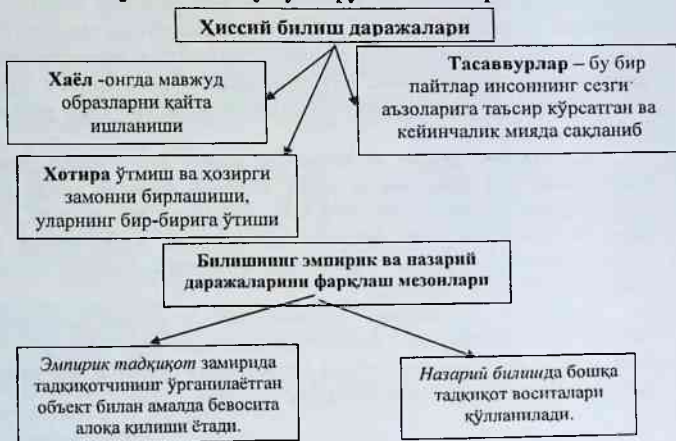 Ҳиссий билиш даражалари
Хаёл -онгда мавжуд
образларни қайта
ишланиши
Тасаввурлар – бу бир
пайтлар инсоннинг сезги
аъзоларига таъсир кўрсатган ва
кейинчалик мияда сақланиб
Хотира ўтмиш ва ҳозирги
замонни бирлашиши,
уларнинг бир-бирига ўтиши
Билишнинг эмпирик ва назарий
даражаларини фарқлаш мезонлари
Эмпирик тадқиқот замирида
тадқиқотчининг ўрганилаётган
объект билан амалда бевосита
алоқа қилиши ётади.
Назарий билишда бошқа
тадқиқот воситалари
қўлланилади.